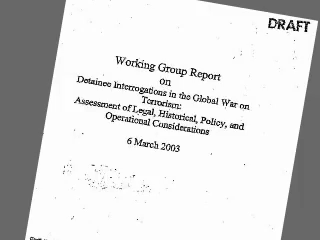 DRAFT
Working Group Report
on
Detainee Interrogations in the Global War on
Terrorism:
Assessment of Legal, Historical, Policy, and
Operational Considerations
6 March 2003